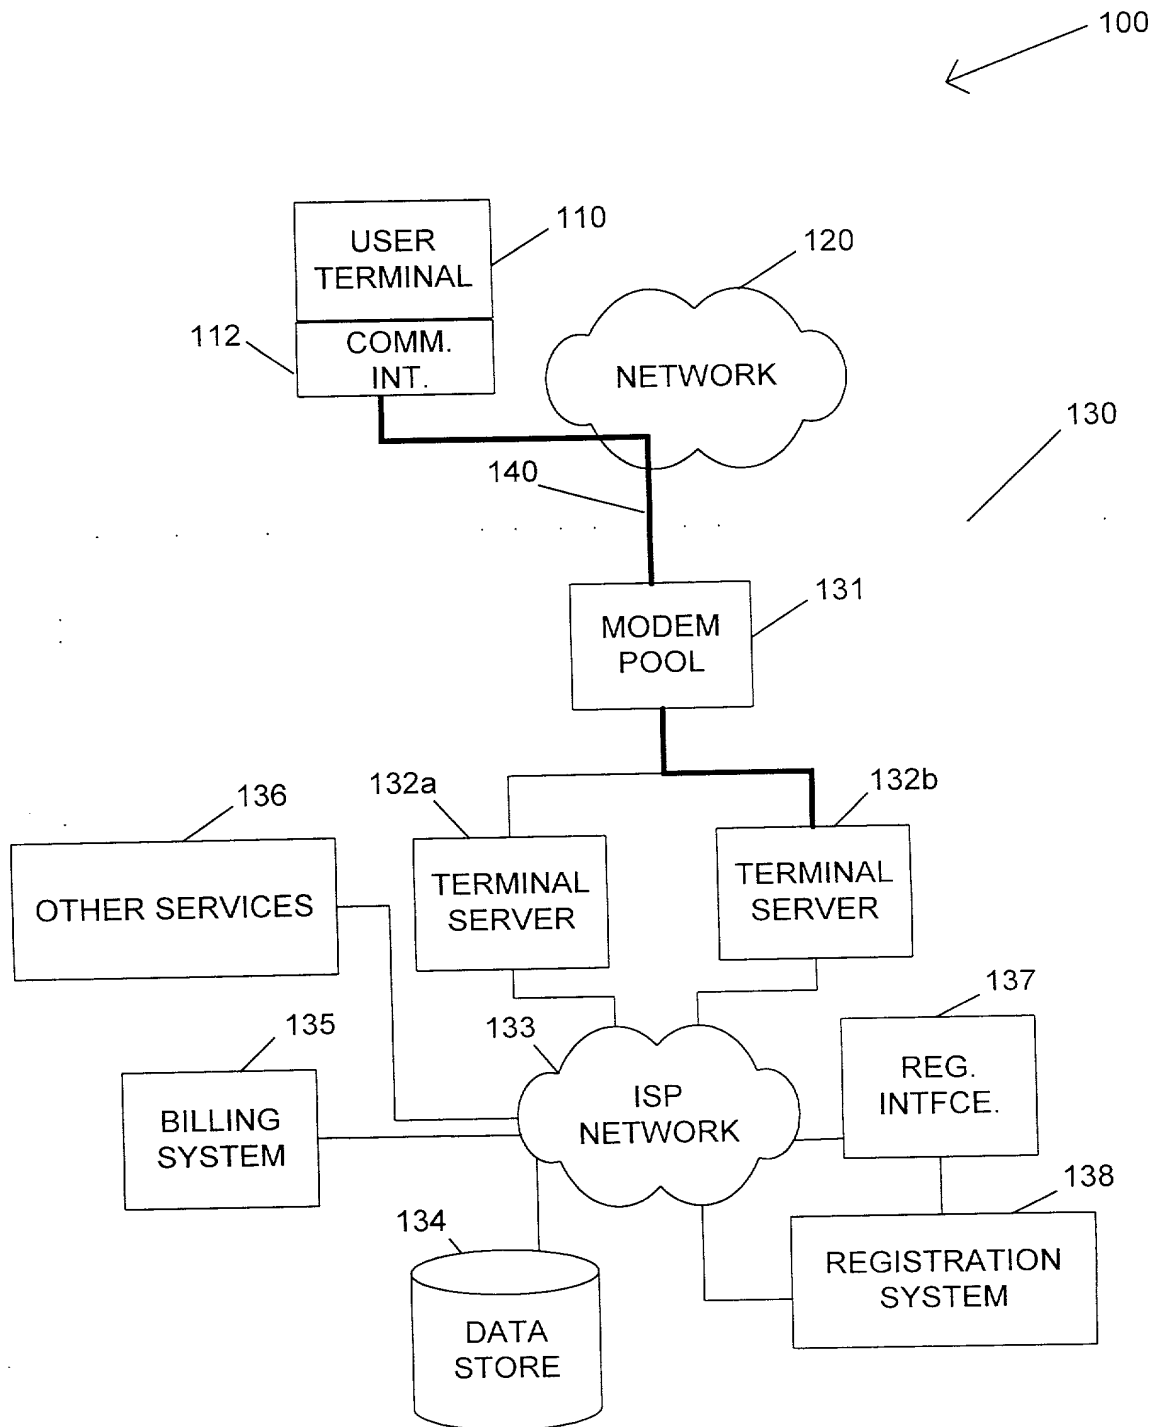 100
USER
TERMINAL
110
120
112
COMM.
INT.
NETWORK
130
140
131
MODEM
POOL
136
132a
132b
OTHER SERVICES
TERMINAL
SERVER
TERMINAL
SERVER
137
135
133
REG.
INTFCE.
ISP
NETWORK
BILLING
SYSTEM
138
134
REGISTRATION
SYSTEM
DATA
STORE